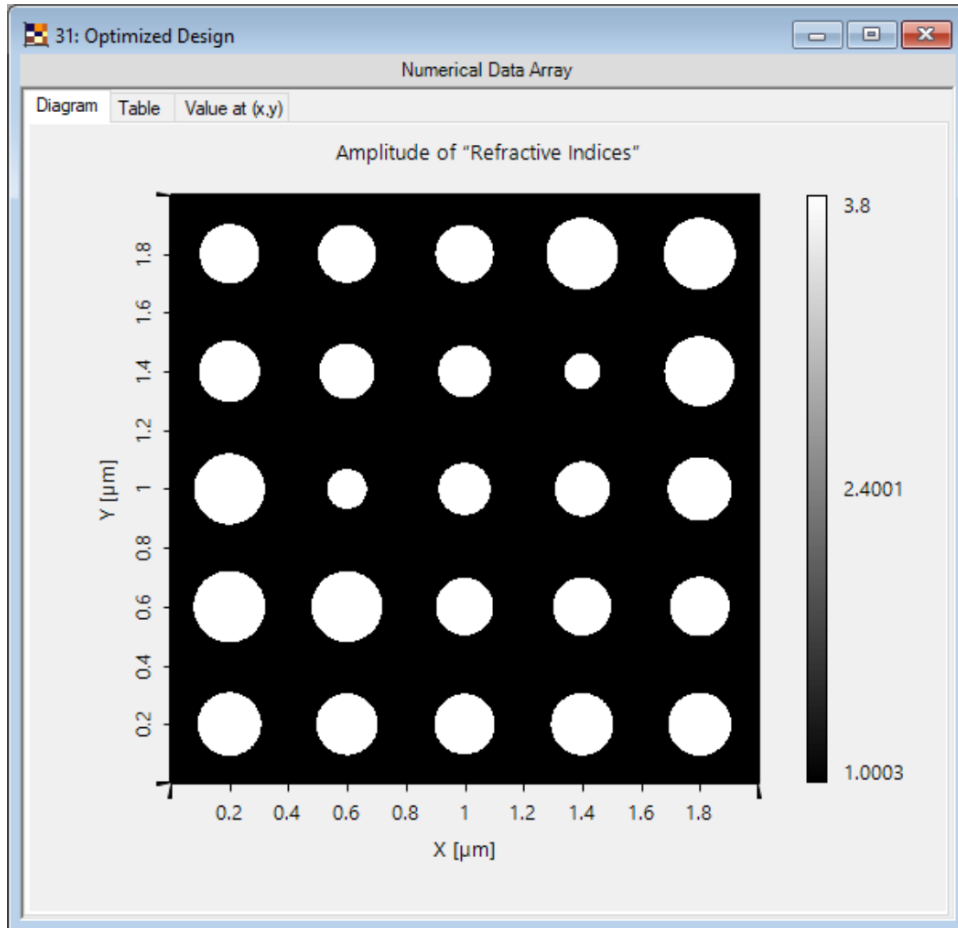 31: Optimized Design
Numerical Data Array
Diagram Table Value at (x,y)
Amplitude of "Refractive Indices"
3.8
2.4001
1.0003
Y [µm]
1.8
1.6
1.4
1.2
1
0.8
0.6
0.4
0.2
0.2 0.4 0.6 0.8 1 1.2 1.4 1.6 1.8
X [µm]